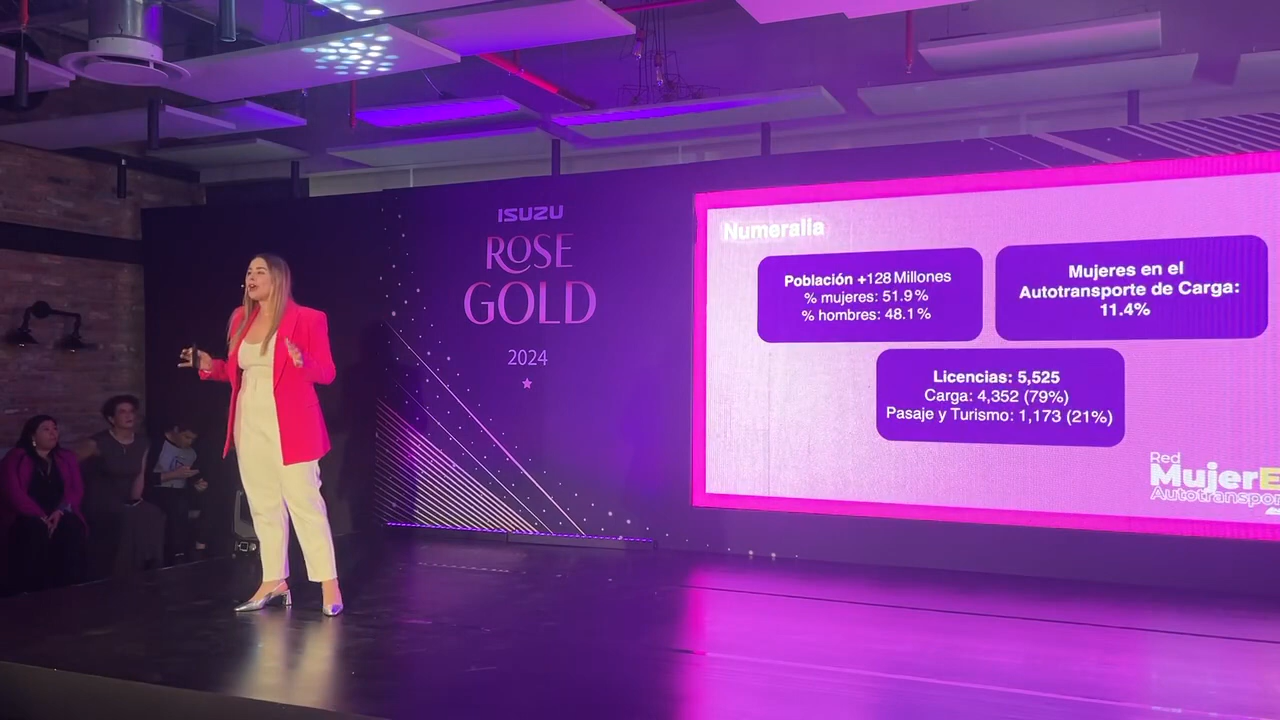 ISUZU
ROSE
GOLD
2024
Numeralia
Población +128 Millones
% mujeres: 51.9%
% hombres: 48.1%
Mujeres en el
Autotransporte de Carga:
11.4%
Licencias: 5,525
Carga: 4,352 (79%)
Pasaje y Turismo: 1,173 (21%)
Red
MujerE
Autotranspor